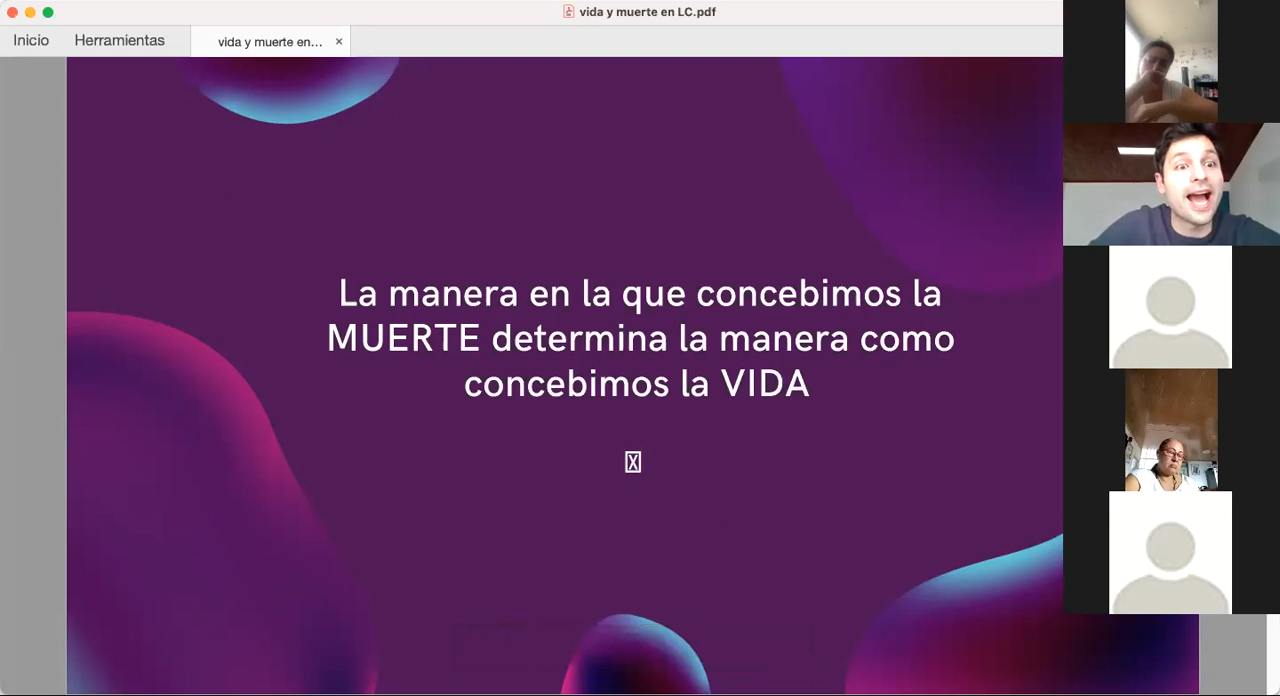 vida y muerte en LC.pdf
Inicio
Herramientas
vida y muerte en...
La manera en la que concebimos la
MUERTE determina la manera como
concebimos la VIDA